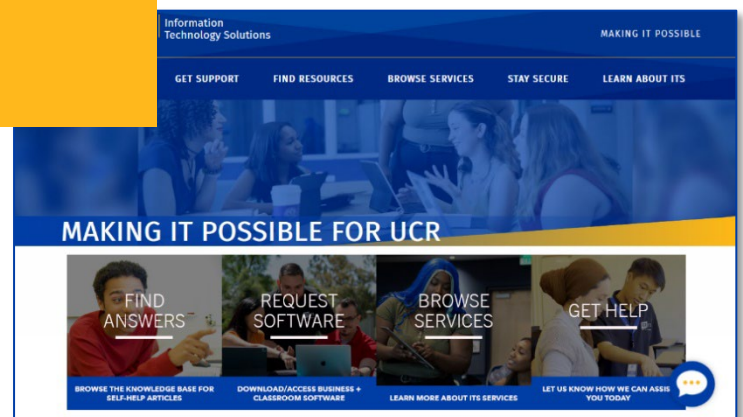 Information
Technology Solutions
MAKING IT POSSIBLE
GET SUPPORT FIND RESOURCES BROWSE SERVICES STAY SECURE LEARN ABOUT ITS
MAKING IT POSSIBLE FOR UCR
FIND
ANSWERS
BROWSE THE KNOWLEDGE BASE FOR
SELF-HELP ARTICLES
REQUEST
SOFTWARE
DOWNLOAD/ACCESS BUSINESS +
CLASSROOM SOFTWARE
BROWSE
SERVICES
LEARN MORE ABOUT ITS SERVICES
GET HELP
LET US KNOW HOW WE CAN ASSIS
YOU TODAY